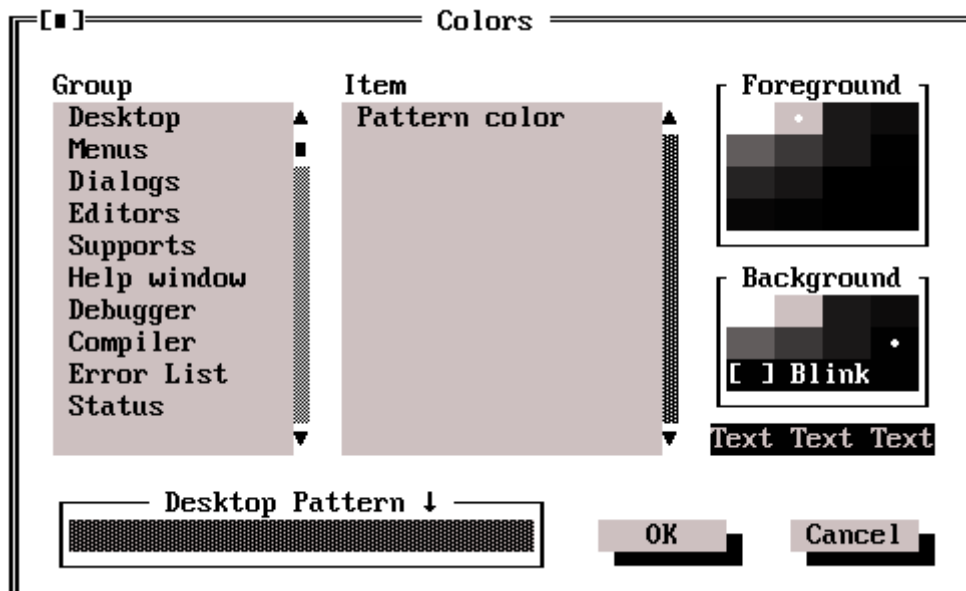 [■] Colors
Group
Desktop
Menus
Dialogs
Editors
Supports
Help window
Debugger
Compiler
Error List
Status
Item
Pattern color
Foreground
Background
[ ] Blink
Text Text Text
Desktop Pattern ↓
OK
Cancel